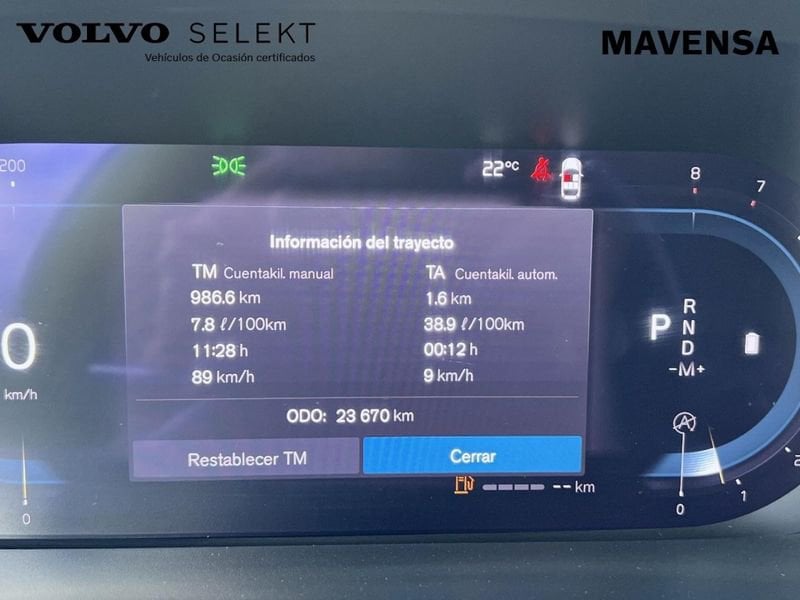 VOLVO SELEKT
Vehículos de Ocasión certificados
MAVENSA
200
22°C
8
7
Información del trayecto
TM Cuentakil. manual
TA Cuentakil. autom.
986.6 km
1.6 km
7.8 ℓ/100km
38.9 ℓ/100km
11:28 h
00:12 h
89 km/h
9 km/h
ODO: 23 670 km
Restablecer TM
Cerrar
0
km/h
0
P
R
N
D
-M+
A
-- km
0
1
2